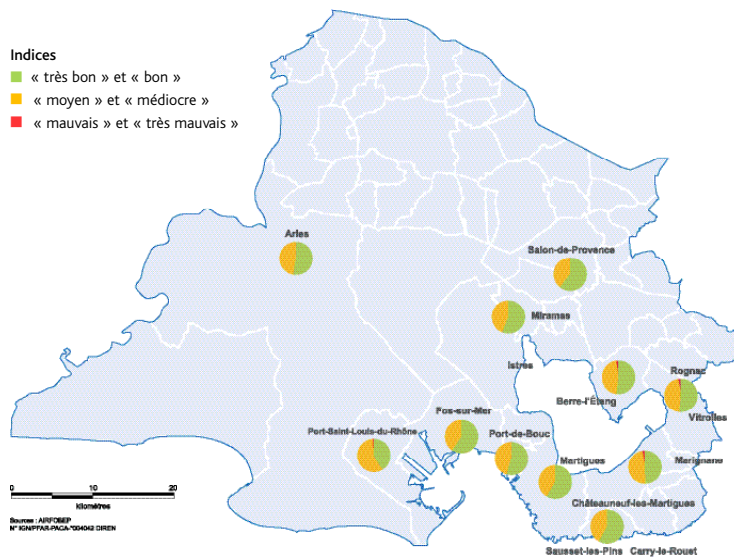 Indices
« très bon » et « bon »
« moyen » et « médiocre »
« mauvais » et « très mauvais »
Arles
Salon-de-Provence
Miramas
Istres
Rognac
Berre-l'Étang
Vitrolles
Fos-sur-Mer
Port-Saint-Louis-du-Rhône
Port-de-Bouc
Martigues
Marignane
Châteauneuf-les-Martigues
Sausset-les-Pins Carry-le-Rouet
0 10 20
kilomètres
Sources : AIRFOBEP